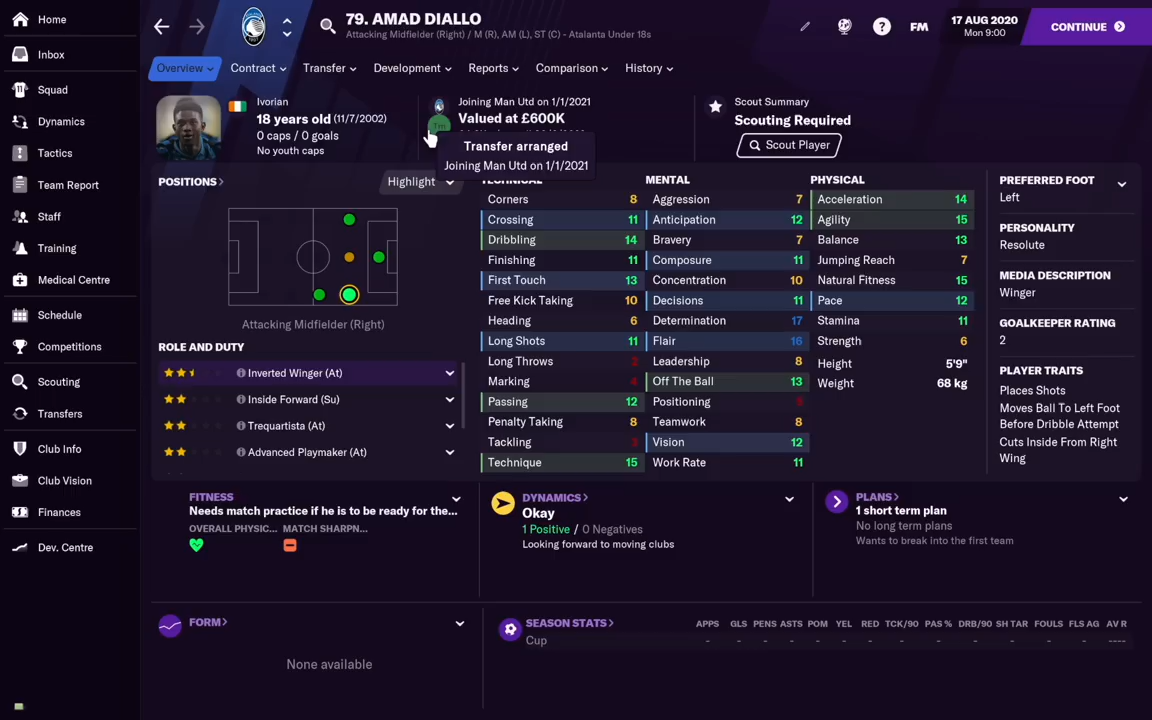 Home
Inbox
Squad
Dynamics
Tactics
Team Report
Staff
Training
Medical Centre
Schedule
Competitions
Scouting
Transfers
Club Info
Club Vision
Finances
Dev. Centre
79. AMAD DIALLO
Attacking Midfielder (Right) / M (R), AM (L), ST (C) - Atalanta Under 18s
?
FM
17 AUG 2020
Mon 9:00
CONTINUE
Overview
Contract
Transfer
Development
Reports
Comparison
History
Ivorian
18 years old (11/7/2002)
0 caps / 0 goals
No youth caps
Joining Man Utd on 1/1/2021
Valued at £600K
Trn
Transfer arranged
Joining Man Utd on 1/1/2021
Scout Summary
Scouting Required
Scout Player
POSITIONS>
Highlight
Attacking Midfielder (Right)
ROLE AND DUTY
Inverted Winger (At)
Inside Forward (Su)
Trequartista (At)
Advanced Playmaker (At)
TECHNICAL
Corners 8
Crossing 11
Dribbling 14
Finishing 11
First Touch 13
Free Kick Taking 10
Heading 6
Long Shots 11
Long Throws
Marking 4
Passing 12
Penalty Taking 8
Tackling
Technique 15
MENTAL
Aggression 7
Anticipation 12
Bravery 7
Composure 11
Concentration 10
Decisions 11
Determination 17
Flair 16
Leadership 8
Off The Ball 13
Positioning
Teamwork 8
Vision 12
Work Rate 11
PHYSICAL
Acceleration 14
Agility 15
Balance 13
Jumping Reach 7
Natural Fitness 15
Pace 12
Stamina 11
Strength 6
Height 5'9"
Weight 68 kg
PREFERRED FOOT
Left
PERSONALITY
Resolute
MEDIA DESCRIPTION
Winger
GOALKEEPER RATING
2
PLAYER TRAITS
Places Shots
Moves Ball To Left Foot
Before Dribble Attempt
Cuts Inside From Right
Wing
FITNESS
Needs match practice if he is to be ready for the...
OVERALL PHYSIC... MATCH SHARPN...
DYNAMICS>
Okay
1 Positive / 0 Negatives
Looking forward to moving clubs
PLANS>
1 short term plan
No long term plans
Wants to break into the first team
FORM>
None available
SEASON STATS> APPS GLS PENS ASTS POM YEL RED TCK/90 PAS % DRB/90 SH TAR FOULS FLS AG AV R
Cup - - - - - - - - - - - - - ----